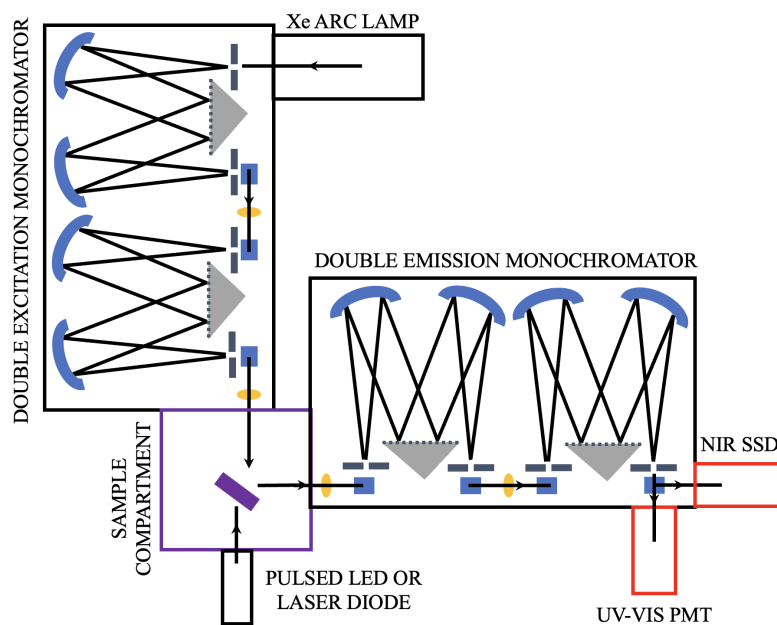 Xe ARC LAMP
DOUBLE EXCITATION MONOCHROMATOR
DOUBLE EMISSION MONOCHROMATOR
NIR SSD
SAMPLE
COMPARTMENT
PULSED LED OR
LASER DIODE
UV-VIS PMT